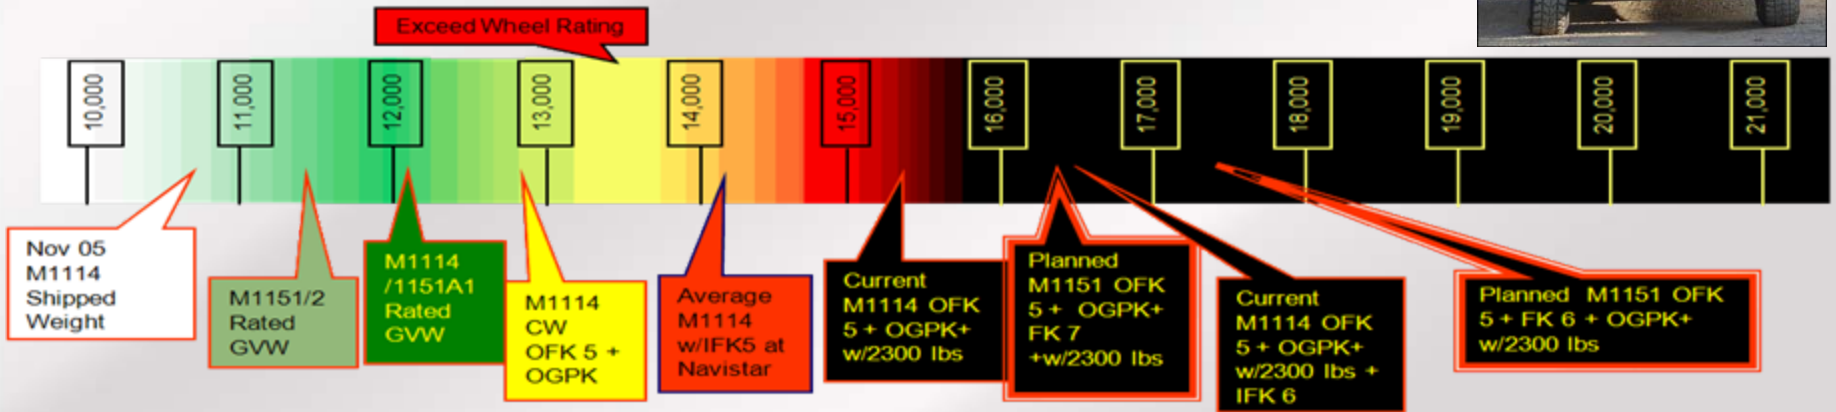 Exceed Wheel Rating
10,000
11,000
12,000
13,000
14,000
15,000
16,000
17,000
18,000
19,000
20,000
21,000
Nov 05
M1114
Shipped
Weight
M1151/2
Rated
GVW
M1114
/1151A1
Rated
GVW
M1114
CW
OFK 5 +
OGPK
Average
M1114
w/IFK5 at
Navistar
Current
M1114 OFK
5 + OGPK+
w/2300 lbs
Planned
M1151 OFK
5 + OGPK+
FK 7
+w/2300 lbs
Current
M1114 OFK
5 + OGPK+
w/2300 lbs +
IFK 6
Planned M1151 OFK
5 + FK 6 + OGPK+
w/2300 lbs